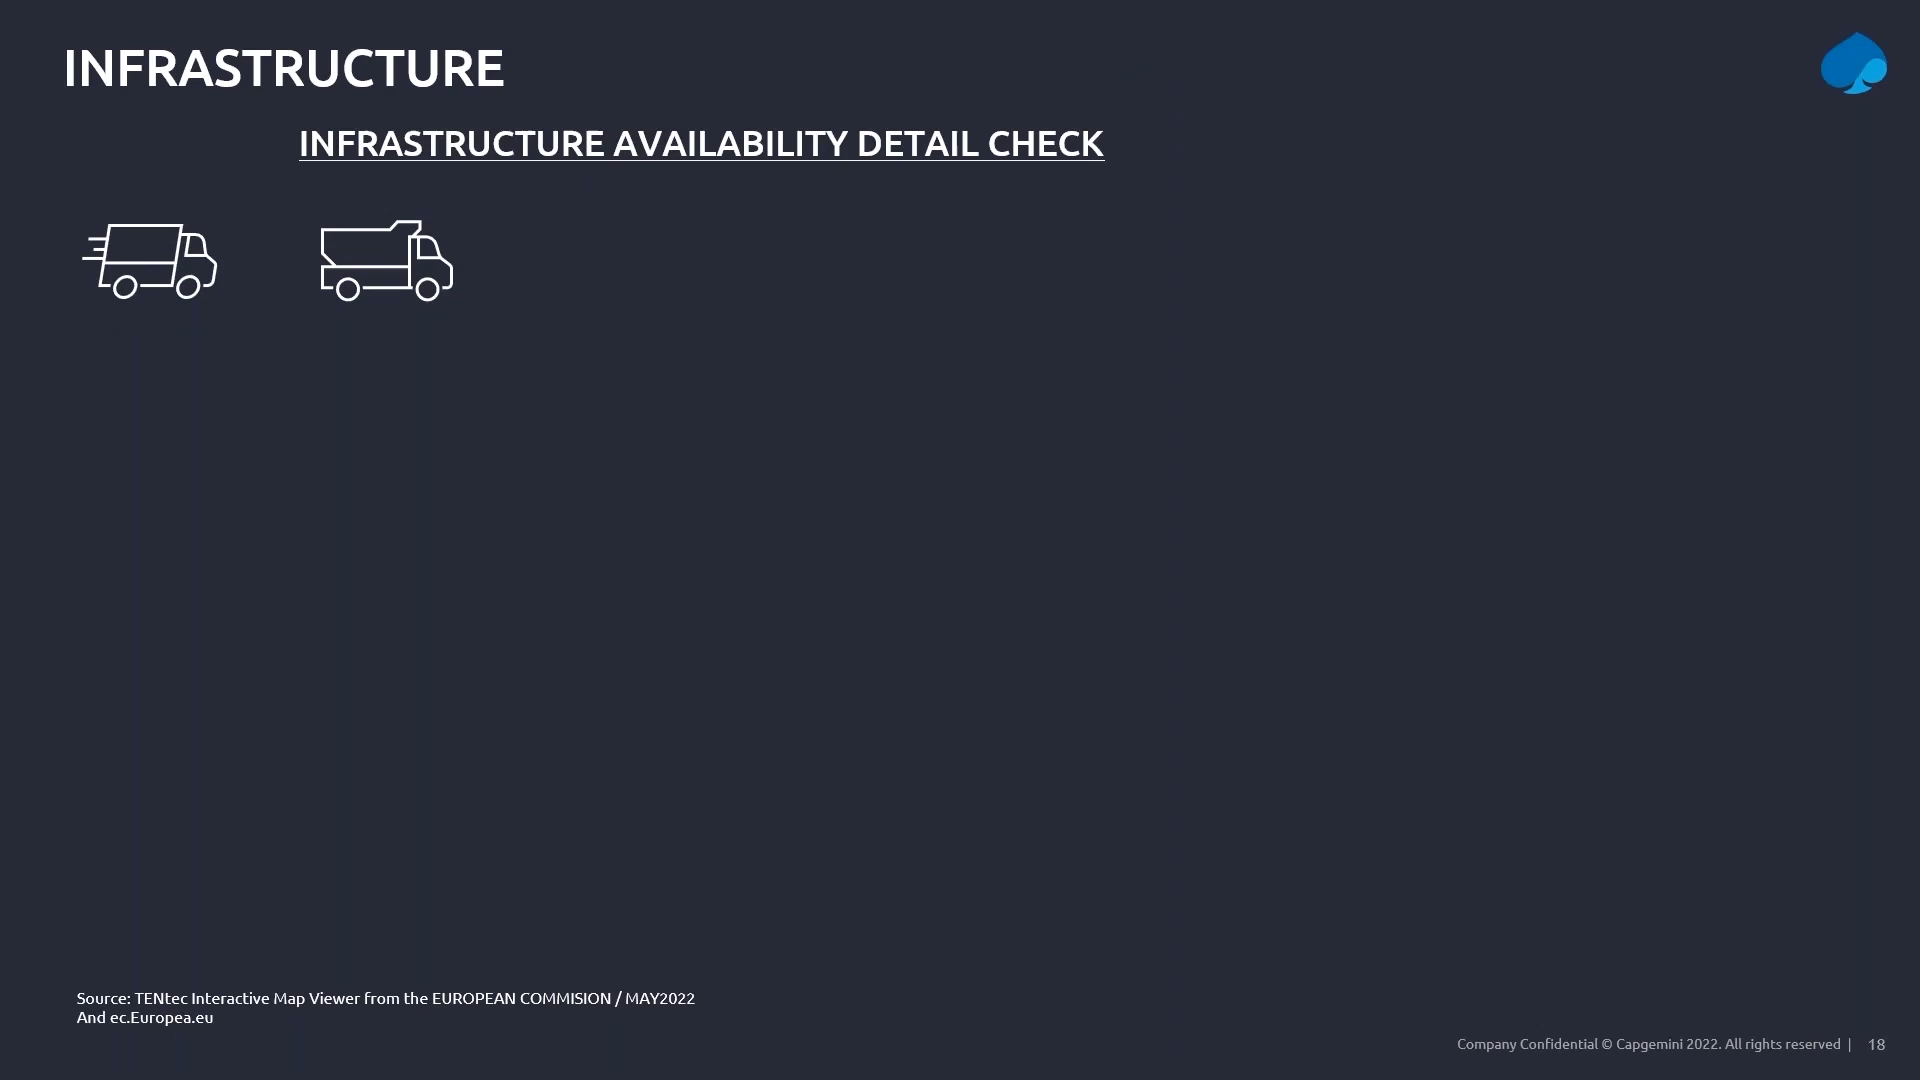 INFRASTRUCTURE
INFRASTRUCTURE AVAILABILITY DETAIL CHECK
Source: TENtec Interactive Map Viewer from the EUROPEAN COMMISION / MAY2022
And ec.Europea.eu
Company Confidential © Capgemini 2022. All rights reserved | 18